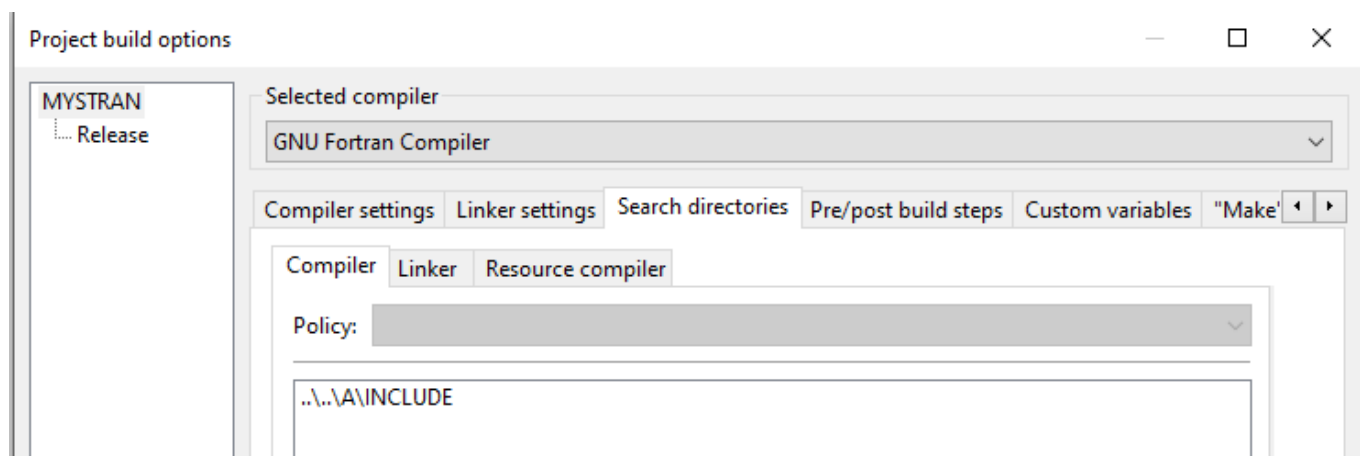 Project build options
MYSTRAN
Release
Selected compiler
GNU Fortran Compiler
Compiler settings Linker settings Search directories Pre/post build steps Custom variables "Make"
Compiler Linker Resource compiler
Policy:
..\..\A\INCLUDE